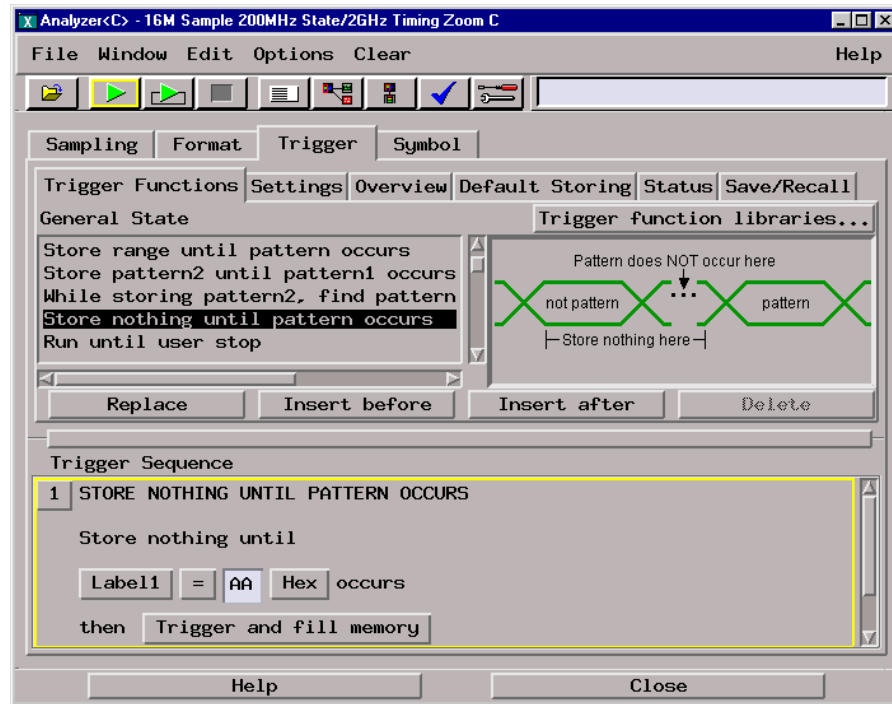 Analyzer<C> - 16M Sample 200MHz State/2GHz Timing Zoom C
File Window Edit Options Clear Help
Sampling Format Trigger Symbol
Trigger Functions Settings Overview Default Storing Status Save/Recall
General State Trigger function libraries...
Store range until pattern occurs
Store pattern2 until pattern1 occurs
While storing pattern2, find pattern
Store nothing until pattern occurs
Run until user stop
Pattern does NOT occur here
not pattern ... pattern
Store nothing here
Replace Insert before Insert after Delete
Trigger Sequence
1 STORE NOTHING UNTIL PATTERN OCCURS
Store nothing until
Label1 = AA Hex occurs
then Trigger and fill memory
Help Close